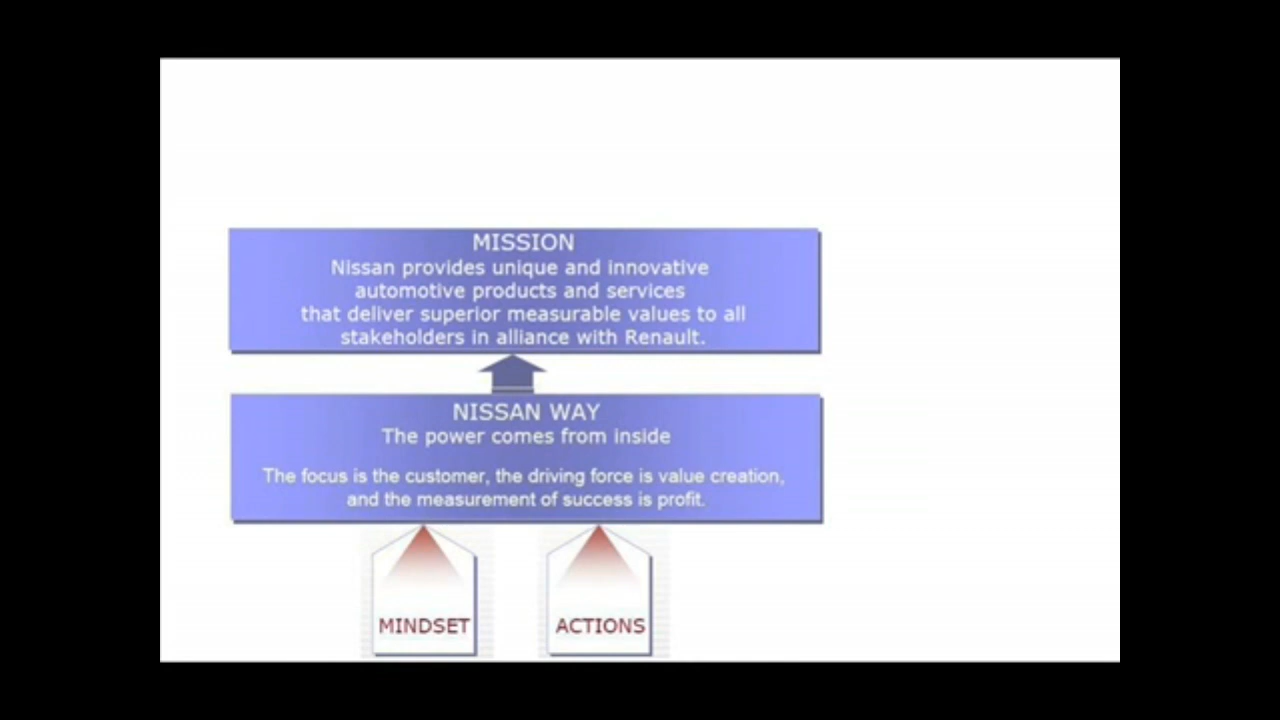 MISSION
Nissan provides unique and innovative
automotive products and services
that deliver superior measurable values to all
stakeholders in alliance with Renault.
NISSAN WAY
The power comes from inside
The focus is the customer, the driving force is value creation,
and the measurement of success is profit.
MINDSET
ACTIONS